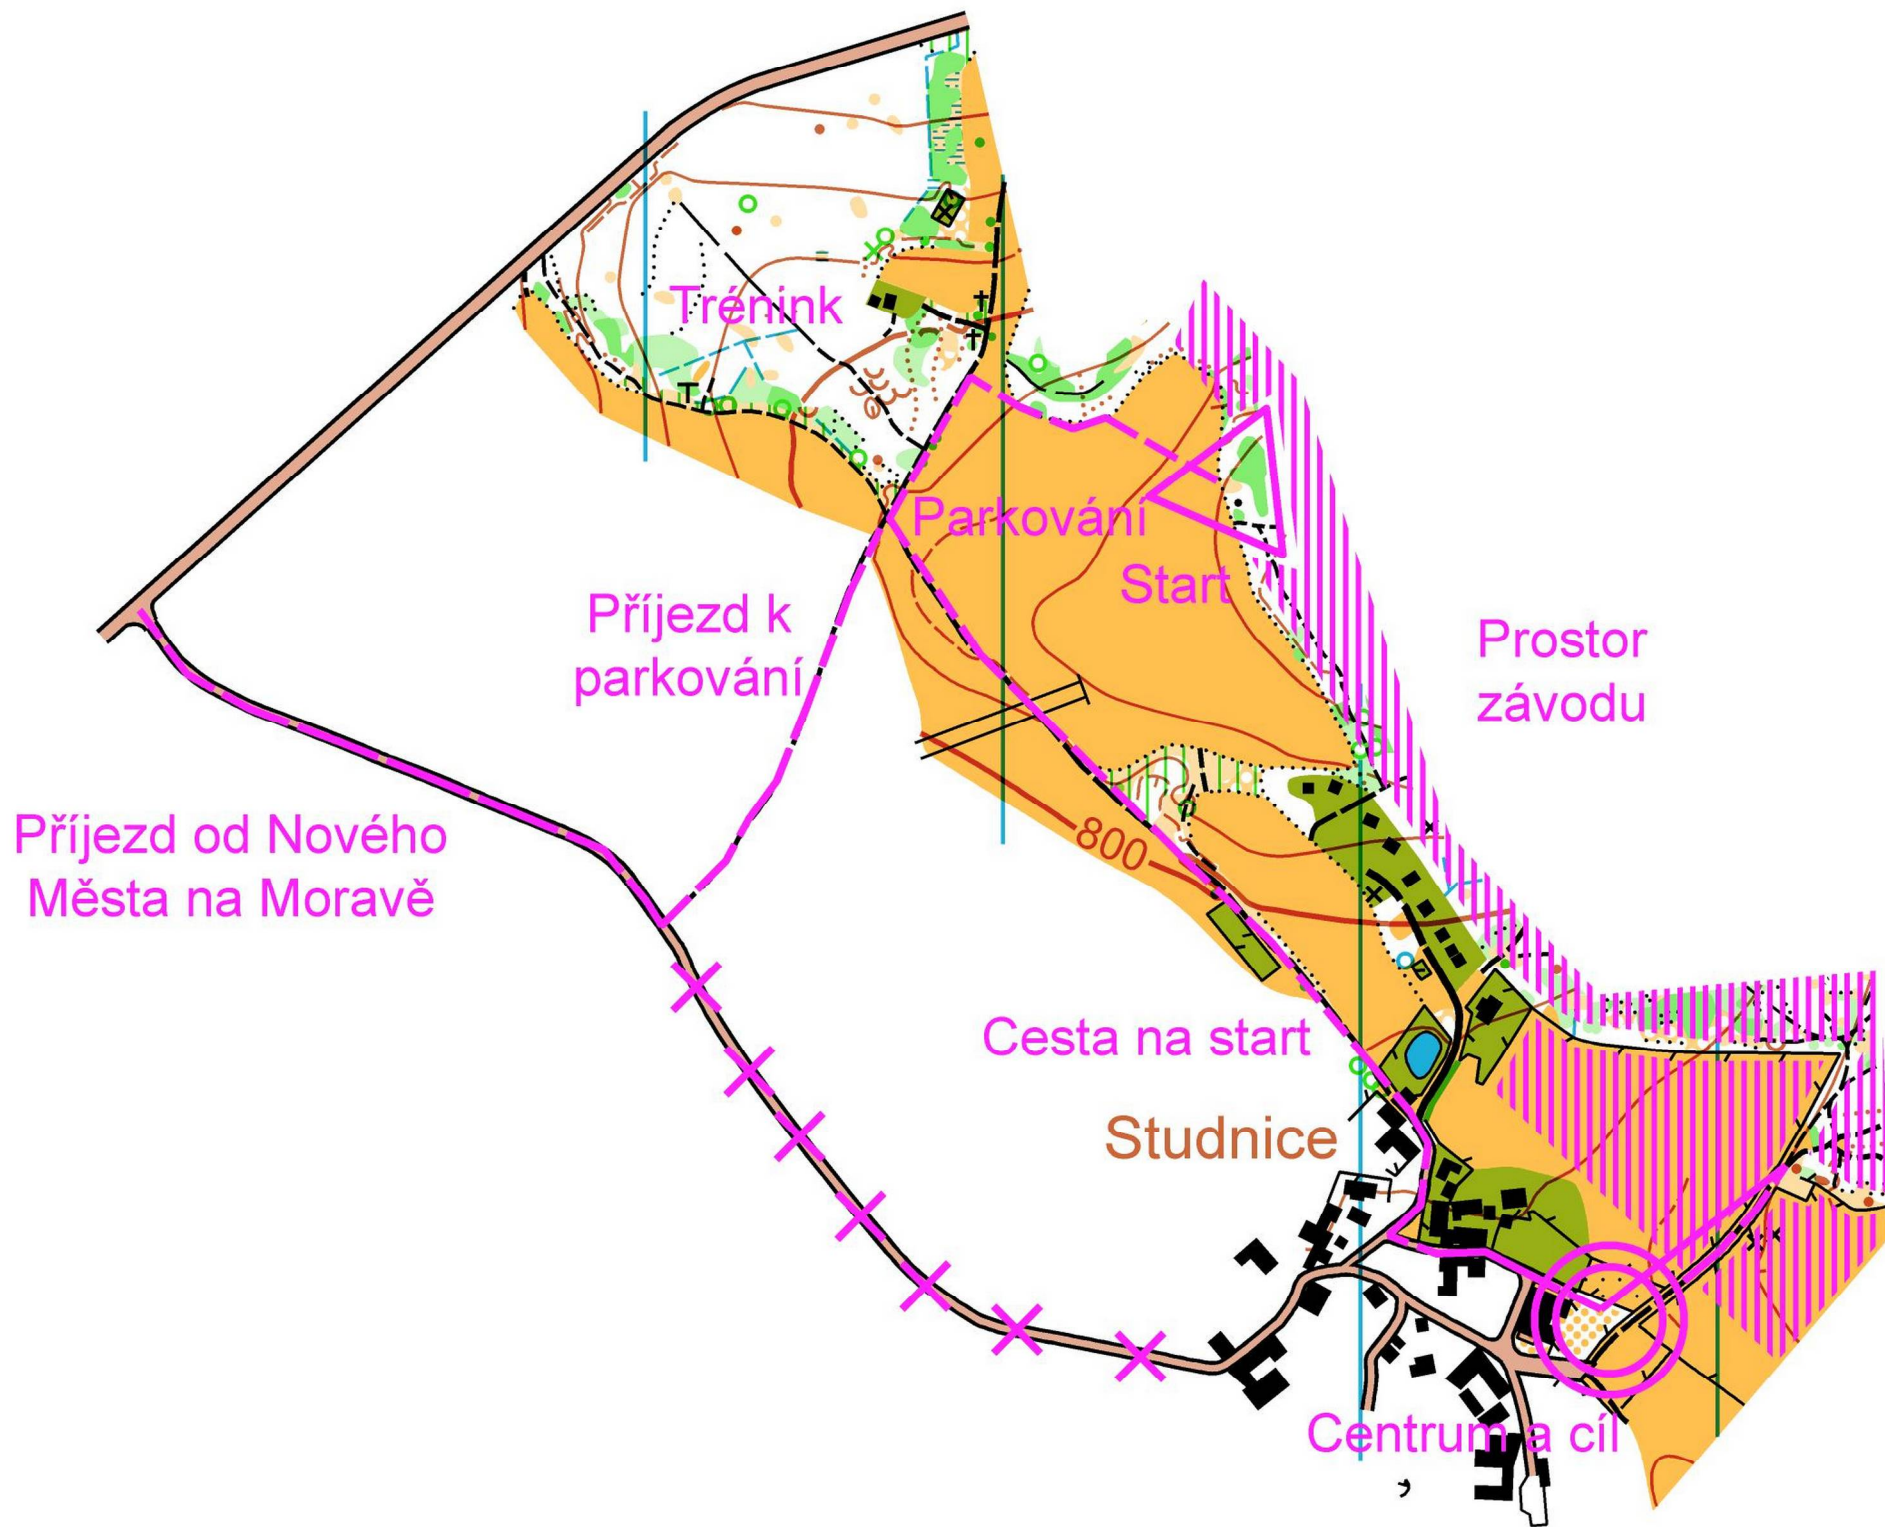 Trénink
Parkování
Start
Příjezd k
parkování
Prostor
závodu
Příjezd od Nového
Města na Moravě
800
Cesta na start
Studnice
Centrum a cíl